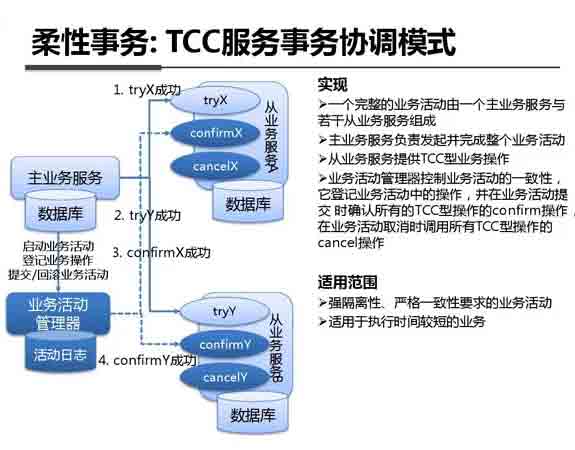 柔性事务: TCC服务事务协调模式
1. tryX成功
tryX
confirmX
cancelX
从业务服务A
数据库
主业务服务
数据库
2. tryY成功
启动业务活动
登记业务操作
提交/回滚业务活动
3. confirmX成功
业务活动
管理器
活动日志
tryY
confirmY
4. confirmY成功
cancelY
从业务服务B
数据库
实现
➢一个完整的业务活动由一个主业务服务与
若干从业务服务组成
➢主业务服务负责发起并完成整个业务活动
➢从业务服务提供TCC型业务操作
➢业务活动管理器控制业务活动的一致性，
它登记业务活动中的操作，并在业务活动提
交 时确认所有的TCC型操作的confirm操作，
在业务活动取消时调用所有TCC型操作的
cancel操作
适用范围
➢强隔离性、严格一致性要求的业务活动
➢适用于执行时间较短的业务